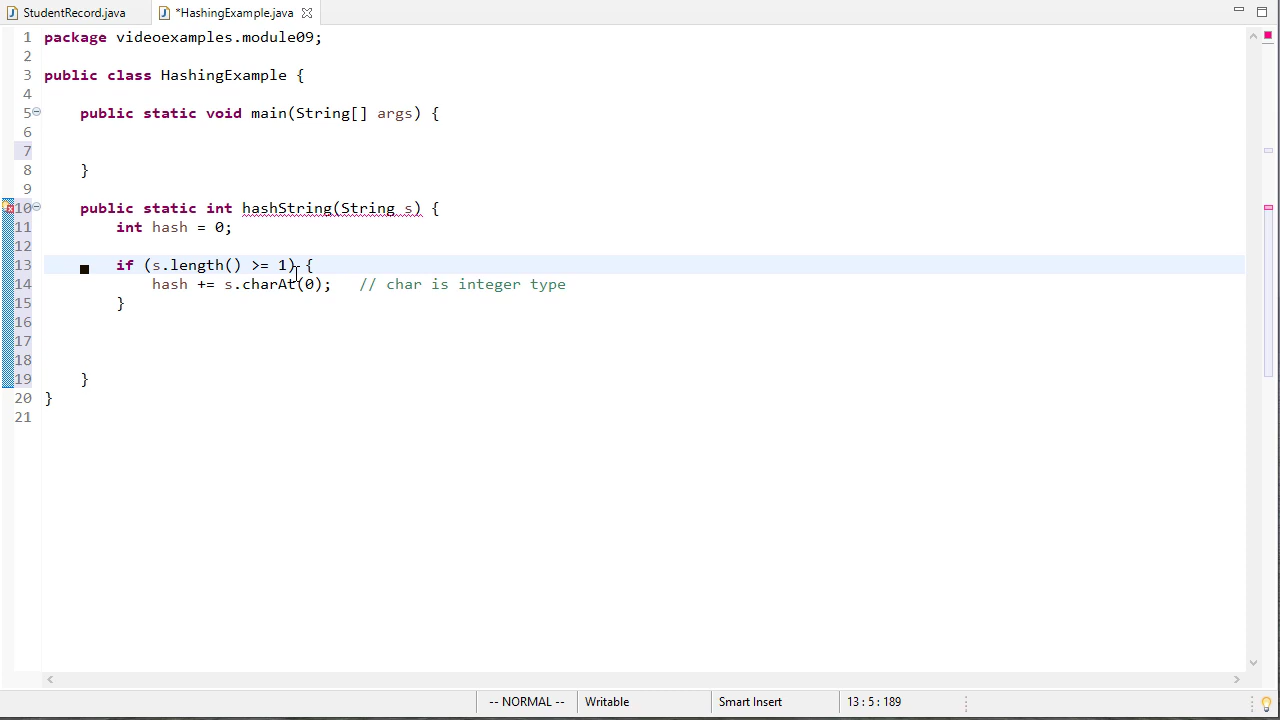 StudentRecord.java *HashingExample.java
1 package videoexamples.module09;
2
3 public class HashingExample {
4
5 public static void main(String[] args) {
6
7
8 }
9
10 public static int hashString(String s) {
11 int hash = 0;
12
13 if (s.length() >= 1) {
14 hash += s.charAt(0); // char is integer type
15 }
16
17
18
19 }
20 }
21
-- NORMAL -- Writable Smart Insert 13 : 5 : 189